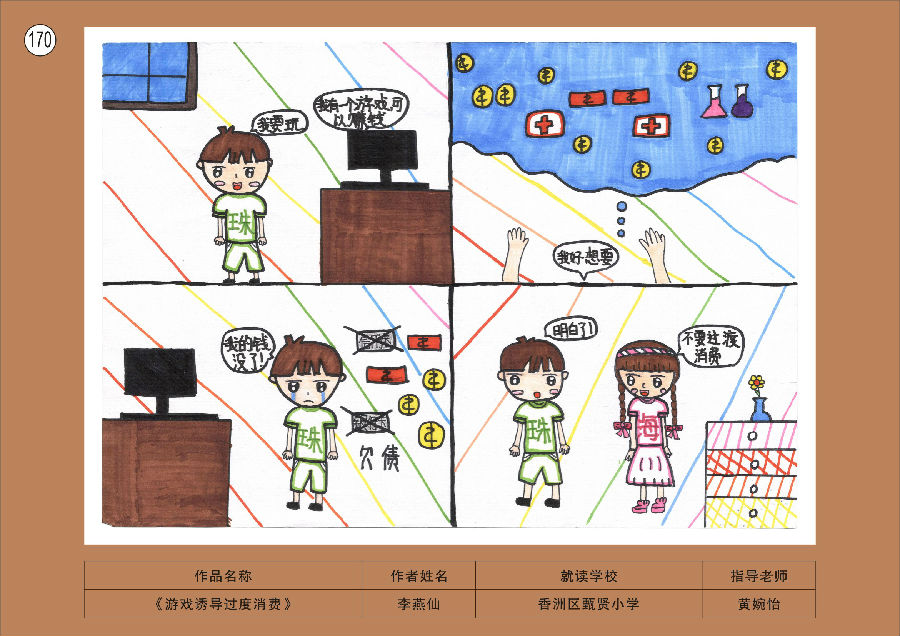 170
我要玩
我有一个游戏,可
以赚钱
珠
我好想要
我的钱
没了!
珠
欠债
明白了!
不要过度
消费
珠
海
作品名称
作者姓名
就读学校
指导老师
《游戏诱导过度消费》
李燕仙
香洲区甄贤小学
黄婉怡